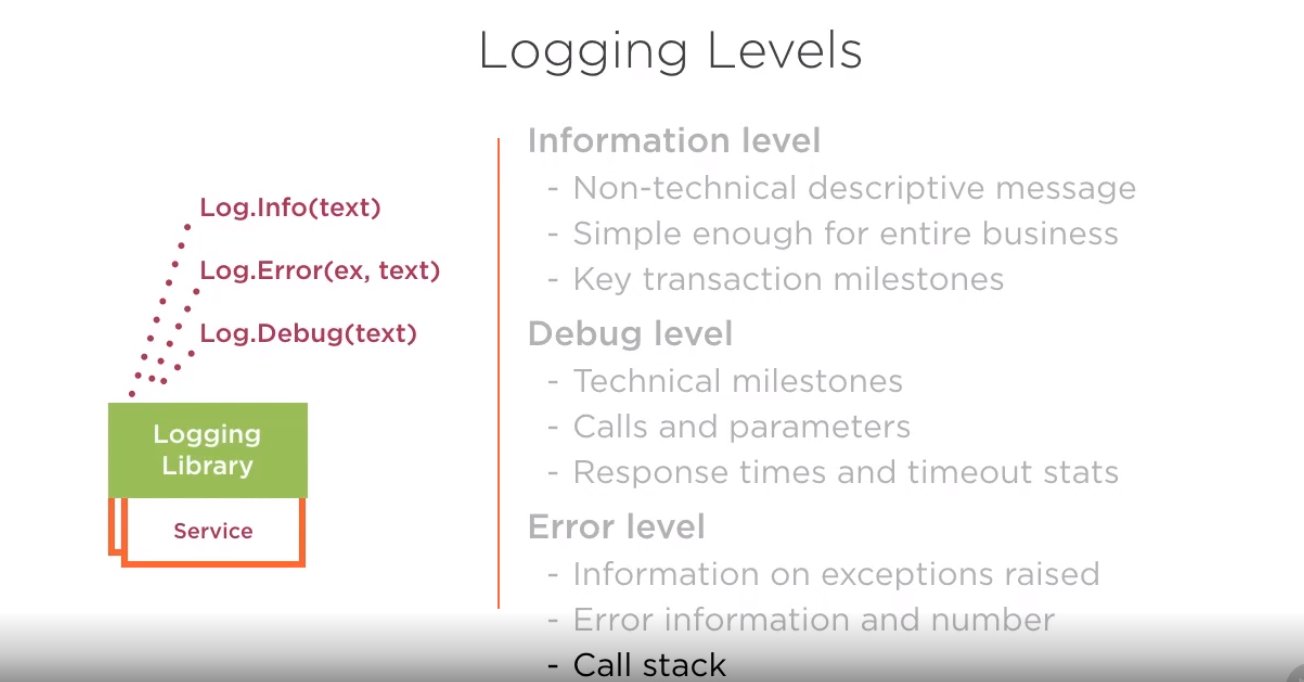 Logging Levels
Log.Info(text)
Log.Error(ex, text)
Log.Debug(text)
Logging
Library
Service
Information level
- Non-technical descriptive message
- Simple enough for entire business
- Key transaction milestones
Debug level
- Technical milestones
- Calls and parameters
- Response times and timeout stats
Error level
- Information on exceptions raised
- Error information and number
- Call stack